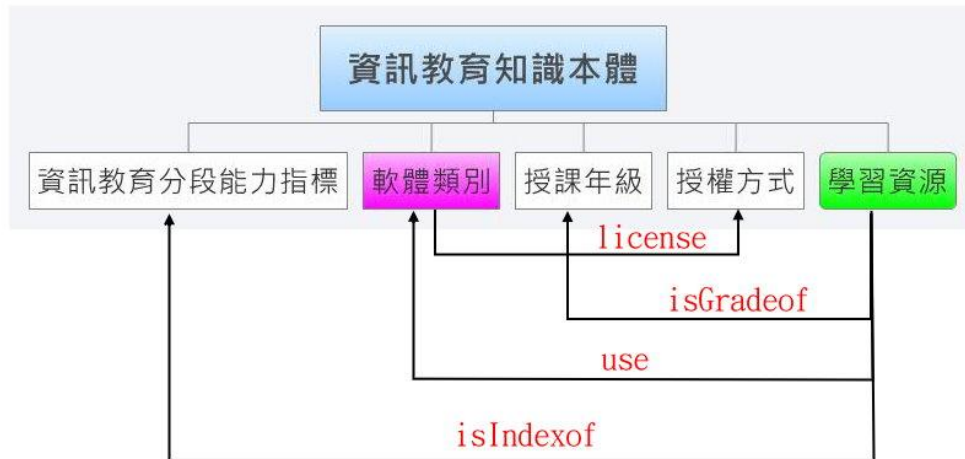 資訊教育知識本體
資訊教育分段能力指標
軟體類別
授課年級
授權方式
學習資源
license
isGradeof
use
isIndexof